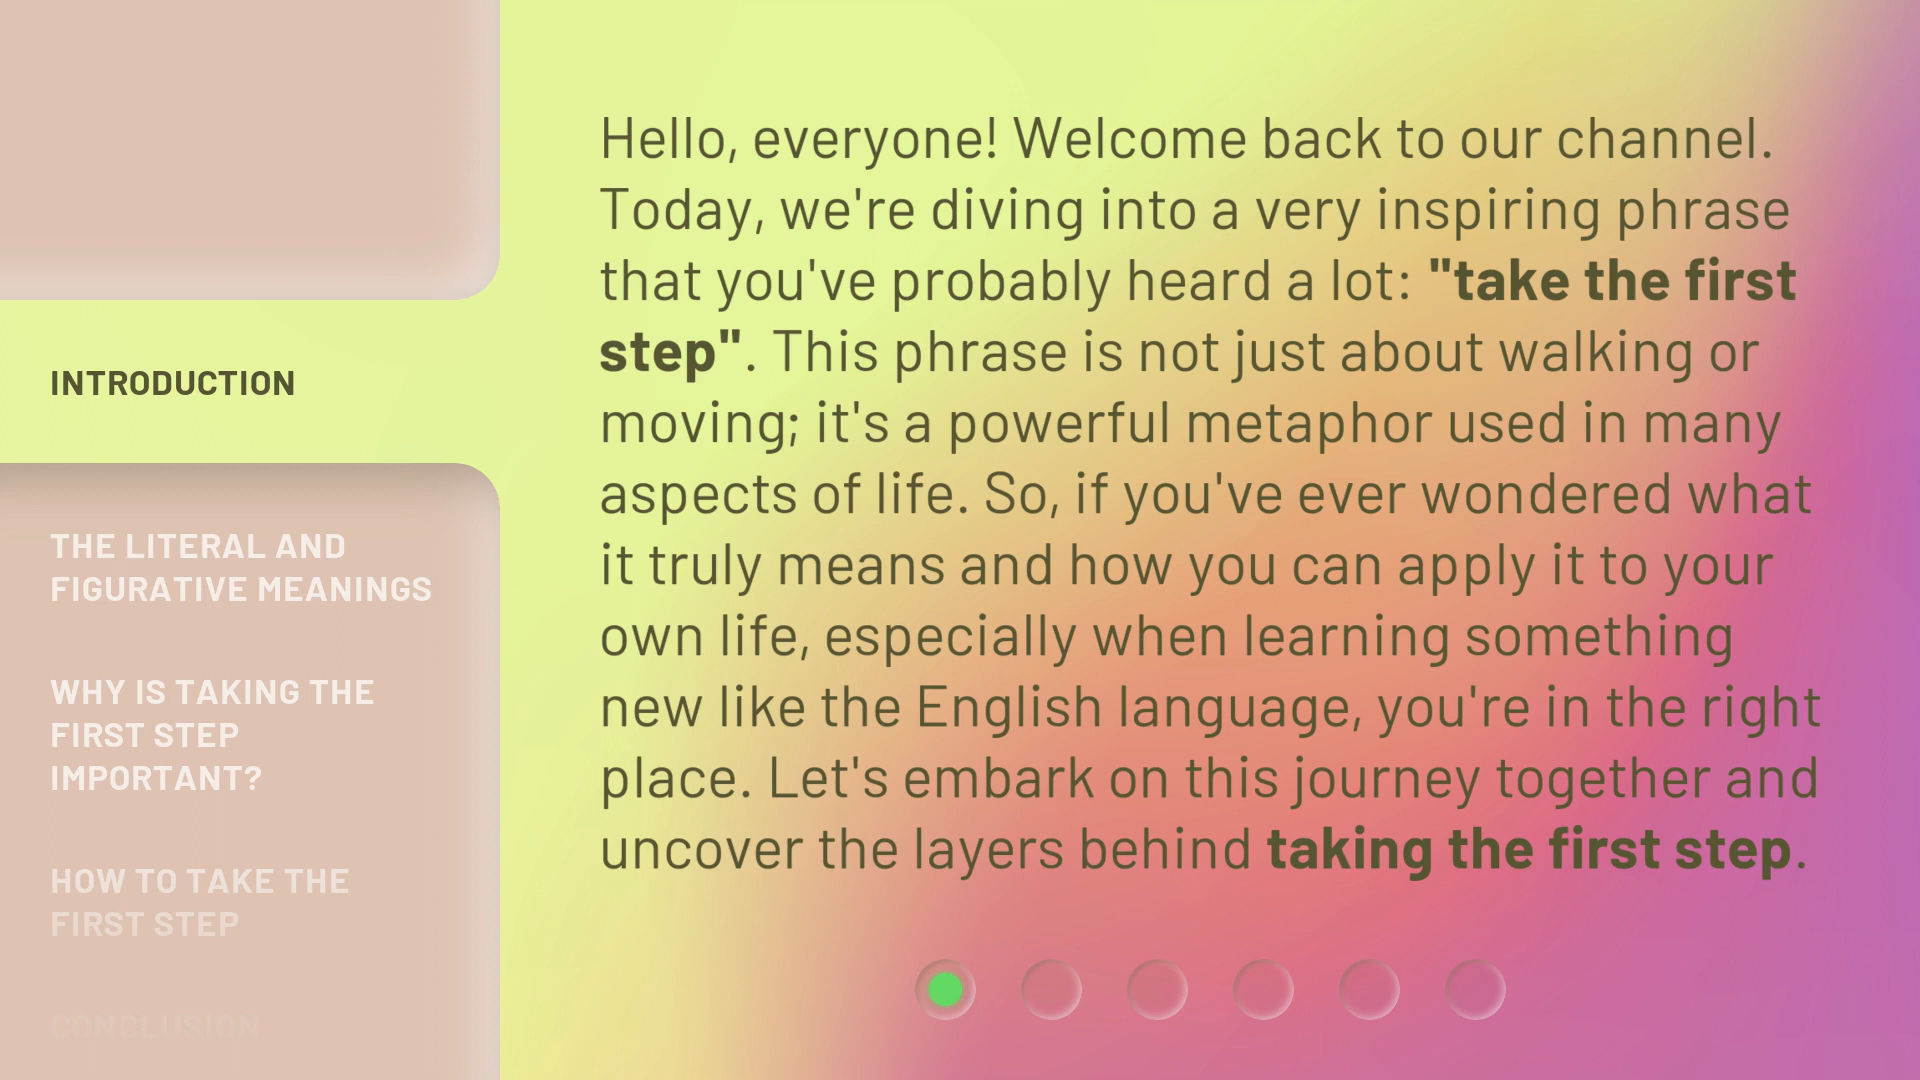 INTRODUCTION
THE LITERAL AND
FIGURATIVE MEANINGS
WHY IS TAKING THE
FIRST STEP
IMPORTANT?
HOW TO TAKE THE
FIRST STEP
CONCLUSION
Hello, everyone! Welcome back to our channel.
Today, we're diving into a very inspiring phrase
that you've probably heard a lot: "take the first
step". This phrase is not just about walking or
moving; it's a powerful metaphor used in many
aspects of life. So, if you've ever wondered what
it truly means and how you can apply it to your
own life, especially when learning something
new like the English language, you're in the right
place. Let's embark on this journey together and
uncover the layers behind taking the first step.